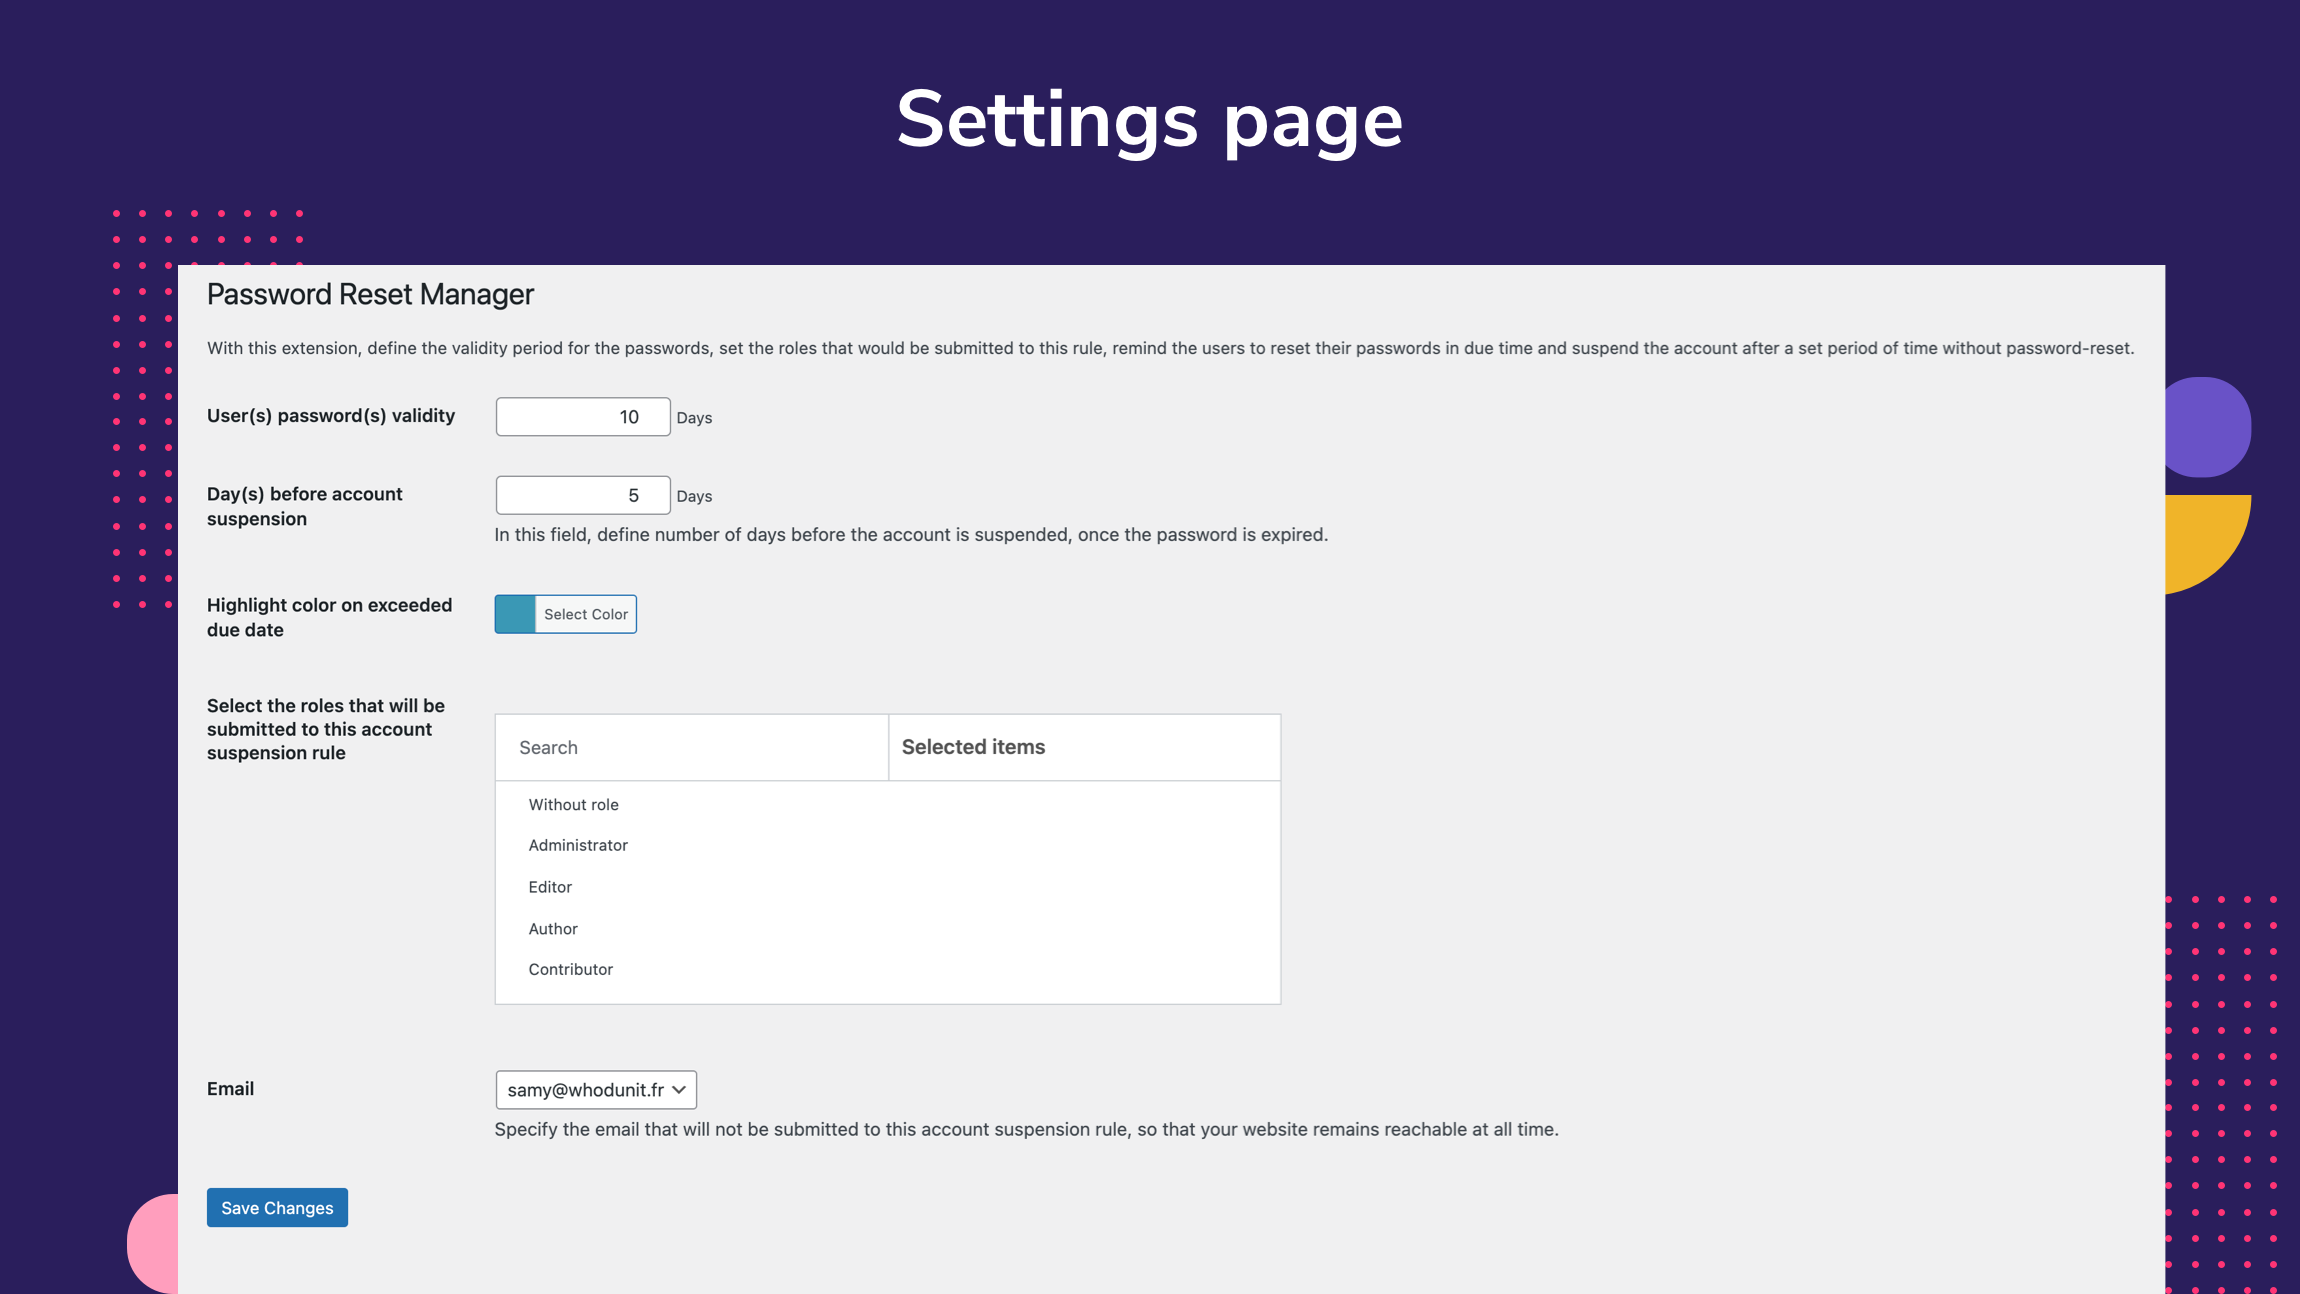 Settings page
Password Reset Manager
With this extension, define the validity period for the passwords, set the roles that would be submitted to this rule, remind the users to reset their passwords in due time and suspend the account after a set period of time without password-reset.
User(s) password(s) validity
10
Days
Day(s) before account
suspension
5
Days
In this field, define number of days before the account is suspended, once the password is expired.
Highlight color on exceeded
due date
Select Color
Select the roles that will be
submitted to this account
suspension rule
Search
Selected items
Without role
Administrator
Editor
Author
Contributor
Email
samy@whodunit.fr
Specify the email that will not be submitted to this account suspension rule, so that your website remains reachable at all time.
Save Changes